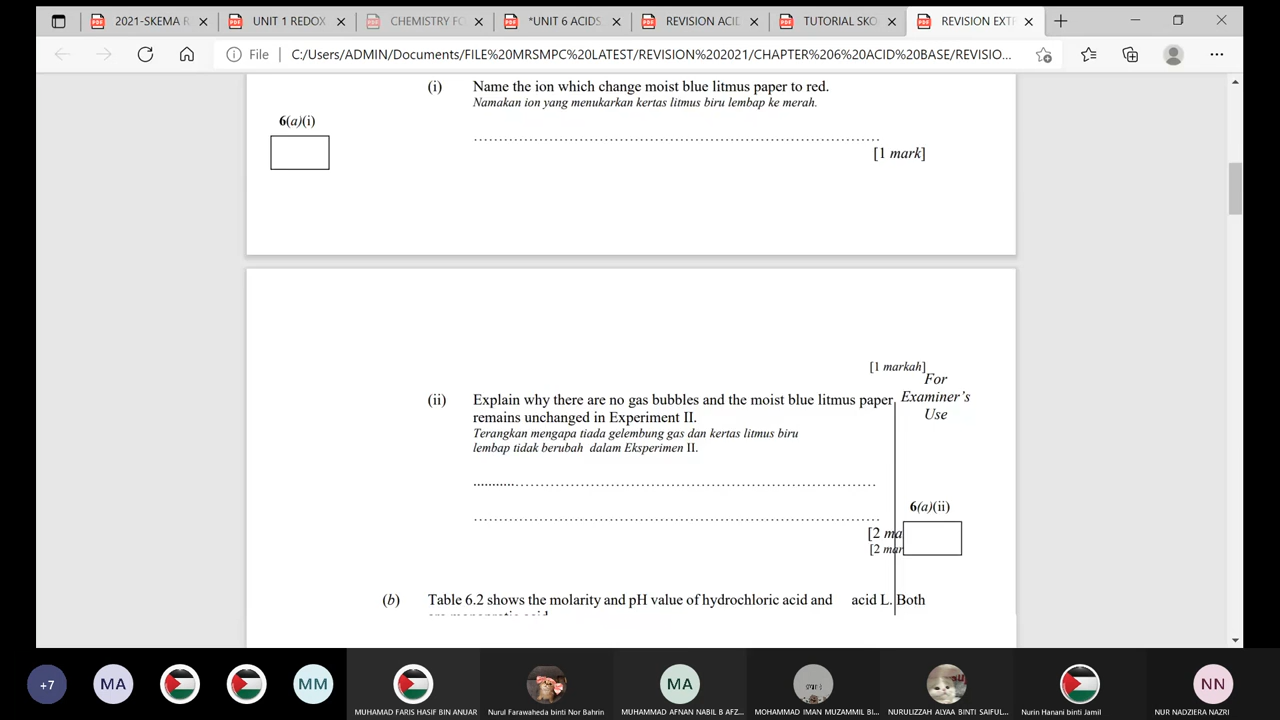 2021-SKEMA R
UNIT 1 REDOX
CHEMISTRY FO
*UNIT 6 ACIDS
REVISION ACID
TUTORIAL SKO
REVISION EXT
File
C:/Users/ADMIN/Documents/FILE%20MRSMPC%20LATEST/REVISION%202021/CHAPTER%206%20ACID%20BASE/REVISIO...
(i) Name the ion which change moist blue litmus paper to red.
Namakan ion yang menukarkan kertas litmus biru lembap ke merah.
6(a)(i)
[1 mark]
[1 markah]
For
Examiner's
Use
(ii) Explain why there are no gas bubbles and the moist blue litmus paper
remains unchanged in Experiment II.
Terangkan mengapa tiada gelembung gas dan kertas litmus biru
lembap tidak berubah dalam Eksperimen II.
6(a)(ii)
[2 ma
[2 mar
(b) Table 6.2 shows the molarity and pH value of hydrochloric acid and acid L. Both
+7
MA
MM
MA
NN
MUHAMAD FARIS HASIF BIN ANUAR
Nurul Farawaheda binti Nor Bahrin
MUHAMMAD AFNAN NABIL B AFZ...
MOHAMMAD IMAN MUZAMMIL BI...
NURULIZZAH ALYAA BINTI SAIFUL...
Nurin Hanani binti Jamil
NUR NADZIERA NAZRI